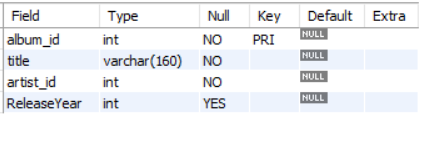 Field Type Null Key Default Extra
album_id int NO PRI NULL
title varchar(160) NO NULL
artist_id int NO NULL
ReleaseYear int YES NULL